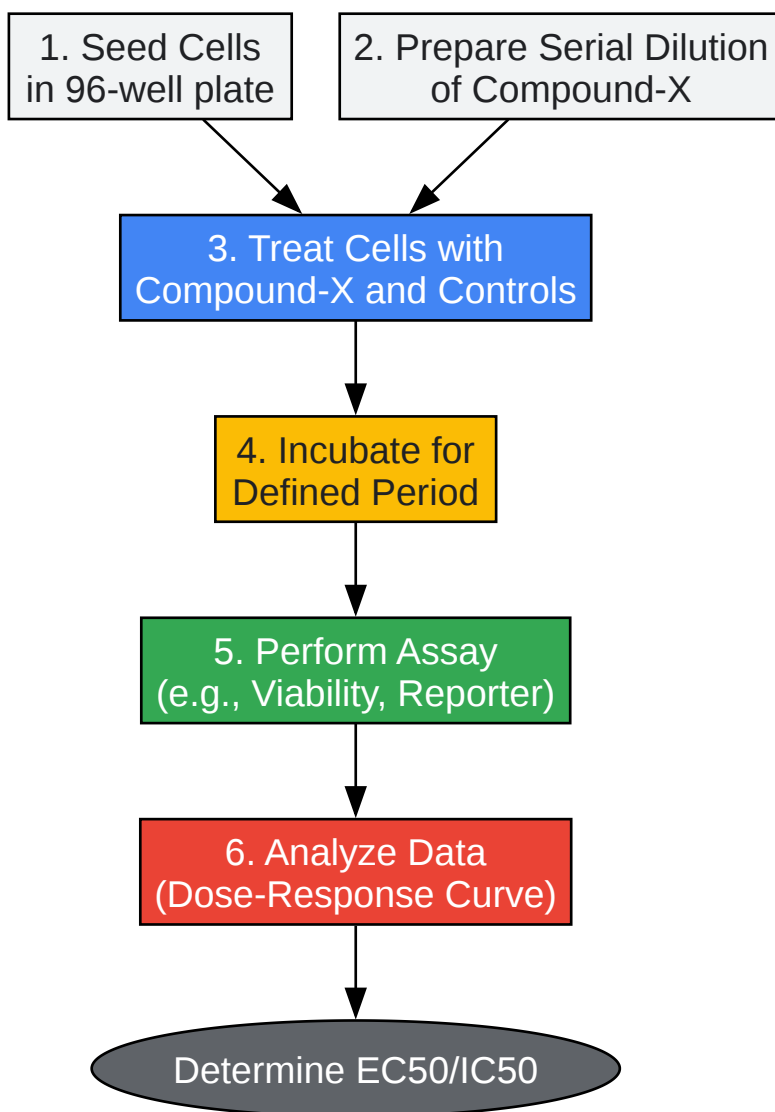 1. Seed Cells
in 96-well plate
2. Prepare Serial Dilution
of Compound-X
3. Treat Cells with
Compound-X and Controls
4. Incubate for
Defined Period
5. Perform Assay
(e.g., Viability, Reporter)
6. Analyze Data
(Dose-Response Curve)
Determine EC50/IC50